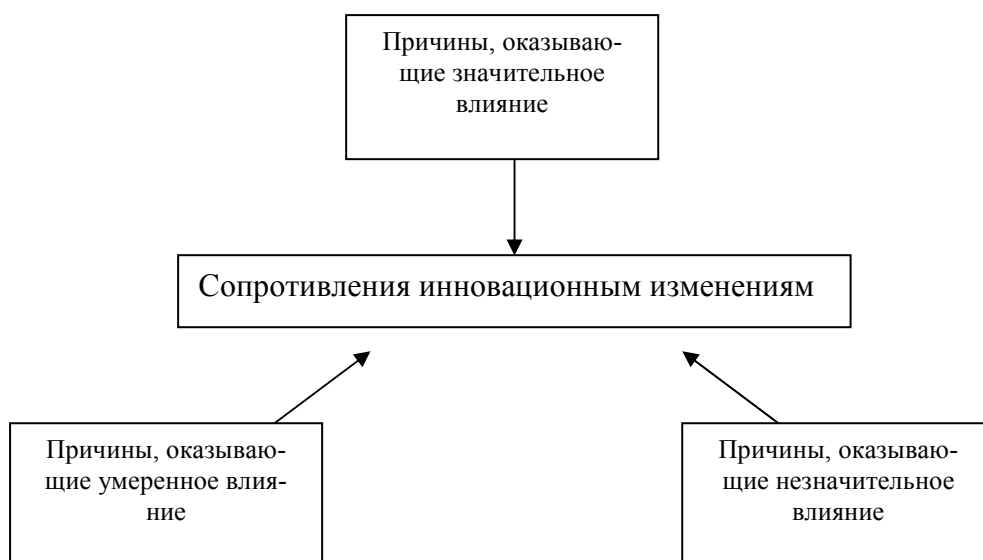 Причины, оказываю-
щие значительное
влияние
Сопротивления инновационным изменениям
Причины, оказываю-
щие умеренное влия-
ние
Причины, оказываю-
щие незначительное
влияние